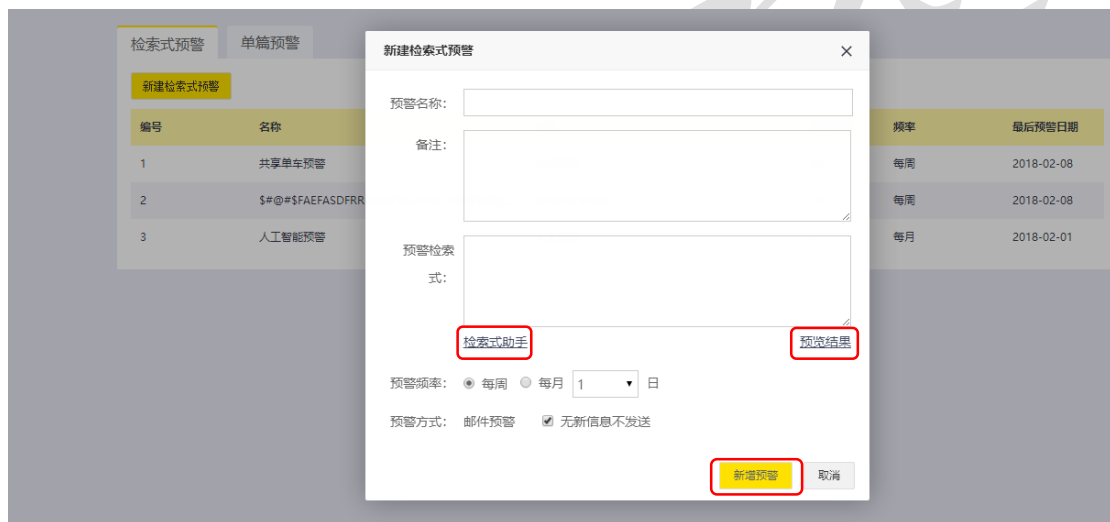 检索式预警 单篇预警
新建检索式预警
编号 名称 频率 最后预警日期
1 共享单车预警 每周 2018-02-08
2 $#@#$FAEFASDFRR 每周 2018-02-08
3 人工智能预警 每月 2018-02-01
新建检索式预警 ×
预警名称：
备注：
预警检索
式：
检索式助手 预览结果
预警频率： 每周 每月 1 日
预警方式： 邮件预警 无新信息不发送
新增预警 取消